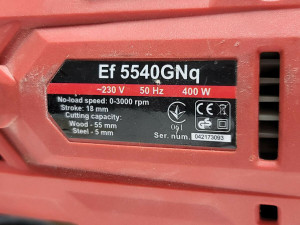 Ef 5540GNq
~230 V 50 Hz 400 W
No-load speed: 0-3000 rpm
Stroke: 18 mm
Cutting capacity:
Wood - 55 mm
Steel - 5 mm
Ser. num. 042173093